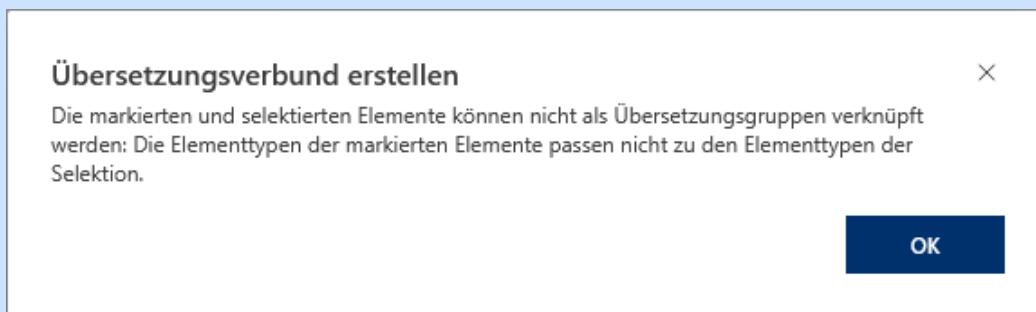 Übersetzungsverbund erstellen
Die markierten und selektierten Elemente können nicht als Übersetzungsgruppen verknüpft
werden: Die Elementtypen der markierten Elemente passen nicht zu den Elementtypen der
Selektion.
OK